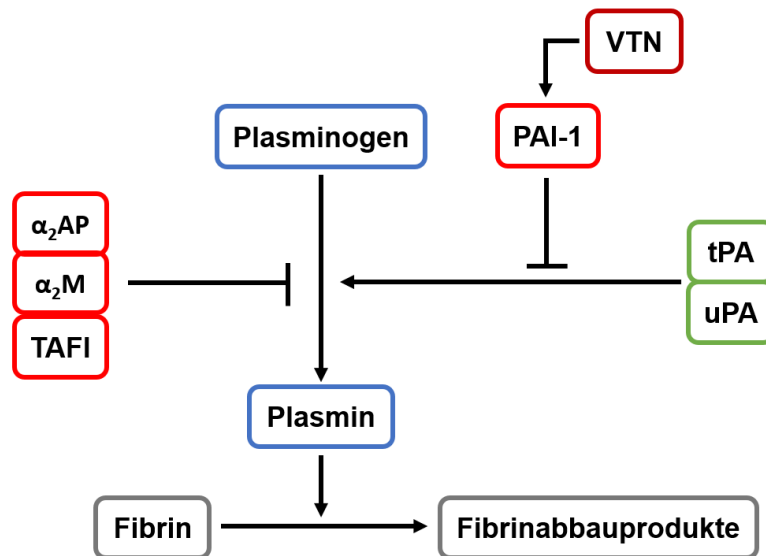 VTN
Plasminogen
PAI-1
α₂AP
α₂M
TAFI
tPA
uPA
Plasmin
Fibrin
Fibrinabbauprodukte